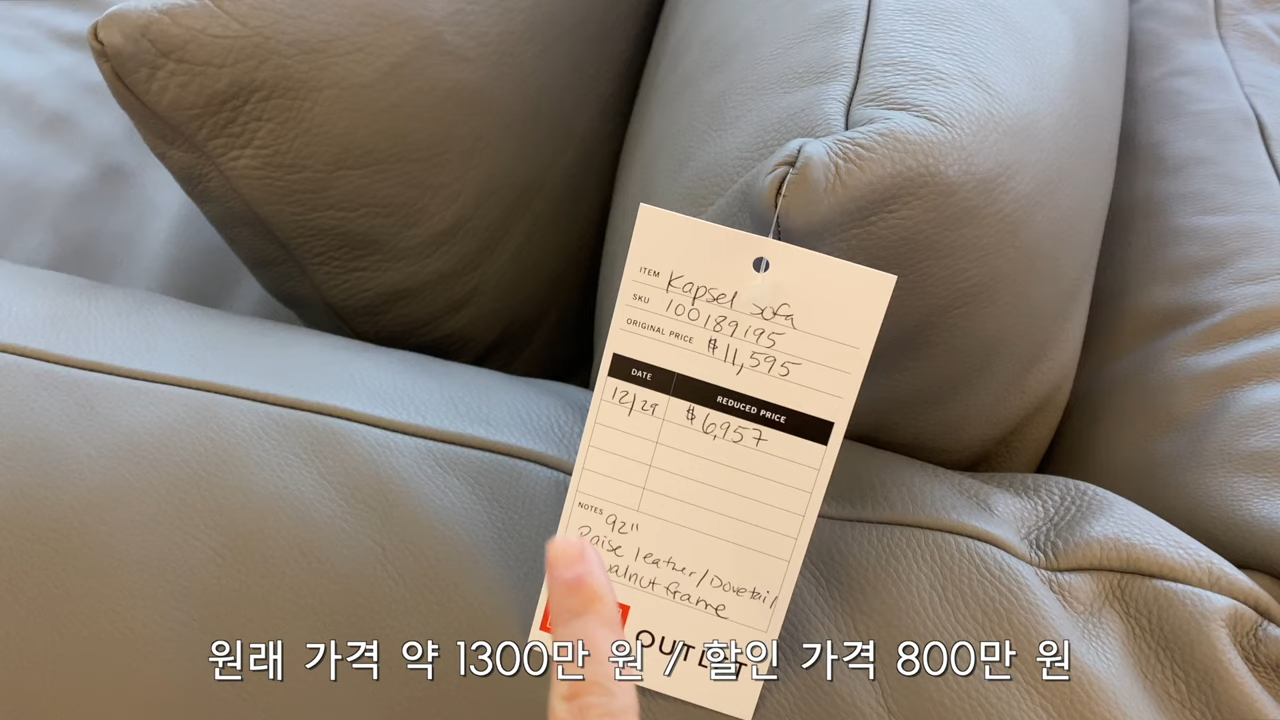 ITEM Kapsel sofa
SKU 100189195
ORIGINAL PRICE $11,595
DATE REDUCED PRICE
12/29 $6,957
NOTES 92"
leather/Dovetail
walnut frame
원래 가격 약 1300만 원 / 할인 가격 800만 원